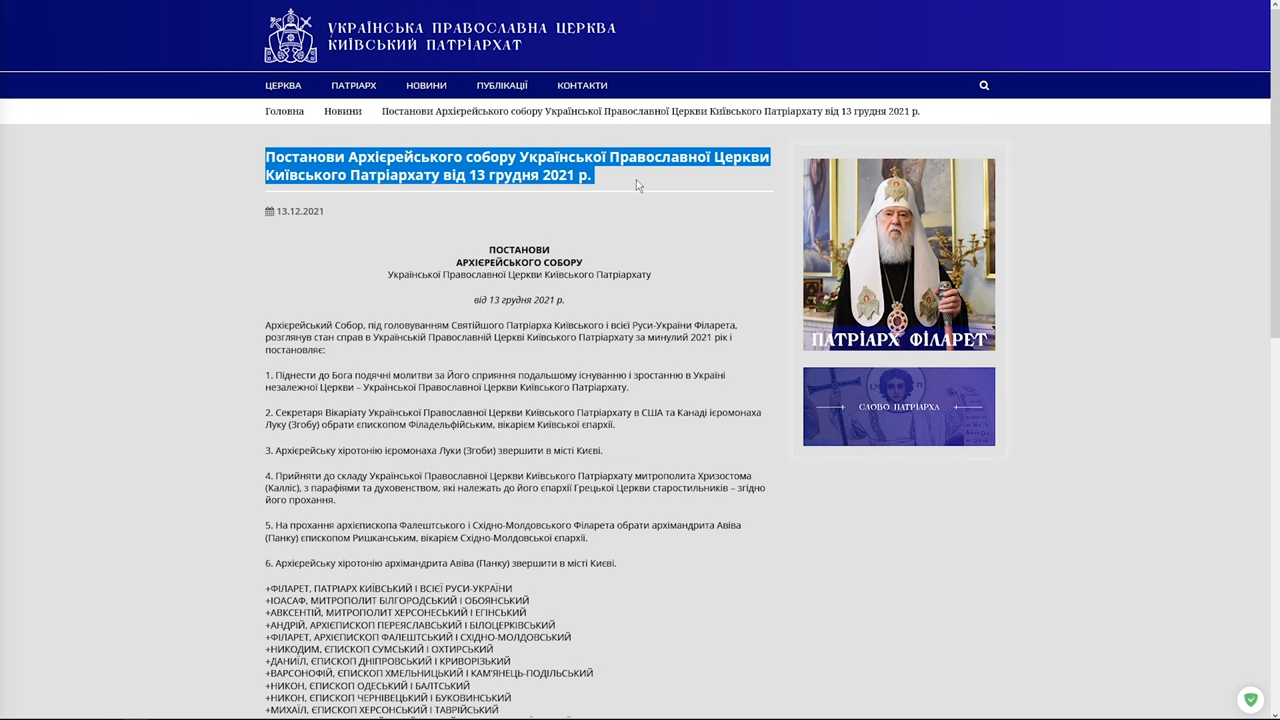 УКРАЇНСЬКА ПРАВОСЛАВНА ЦЕРКВА
КИЇВСЬКИЙ ПАТРІАРХАТ
ЦЕРКВА ПАТРІАРХ НОВИНИ ПУБЛІКАЦІЇ КОНТАКТИ
Головна Новини Постанови Архієрейського собору Української Православної Церкви Київського Патріархату від 13 грудня 2021 р.
Постанови Архієрейського собору Української Православної Церкви
Київського Патріархату від 13 грудня 2021 р.
13.12.2021
ПОСТАНОВИ
АРХІЄРЕЙСЬКОГО СОБОРУ
Української Православної Церкви Київського Патріархату
від 13 грудня 2021 р.
Архієрейський Собор, під головуванням Святійшого Патріарха Київського і всієї Руси-України Філарета,
розглянув стан справ в Українській Православній Церкві Київського Патріархату за минулий 2021 рік і
постановляє:
1. Піднести до Бога подячні молитви за Його сприяння подальшому існуванню і зростанню в Україні
незалежної Церкви – Української Православної Церкви Київського Патріархату.
2. Секретаря Вікаріату Української Православної Церкви Київського Патріархату в США та Канаді ієромонаха
Луку (Згобу) обрати єпископом Філадельфійським, вікарієм Київської єпархії.
3. Архієрейську хіротонію ієромонаха Луки (Згоби) звершити в місті Києві.
4. Прийняти до складу Української Православної Церкви Київського Патріархату митрополита Хризостома
(Калліс), з парафіями та духовенством, які належать до його єпархії Грецької Церкви старостильників – згідно
його прохання.
5. На прохання архієпископа Фалештського і Східно-Молдовського Філарета обрати архімандрита Авіва
(Панку) єпископом Ришканським, вікарієм Східно-Молдовської єпархії.
6. Архієрейську хіротонію архімандрита Авіва (Панку) звершити в місті Києві.
+ФІЛАРЕТ, ПАТРІАРХ КИЇВСЬКИЙ І ВСІЄЇ РУСИ-УКРАЇНИ
+ІОАСАФ, МИТРОПОЛИТ БІЛГОРОДСЬКИЙ І ОБОЯНСЬКИЙ
+АВКСЕНТІЙ, МИТРОПОЛИТ ХЕРСОНЕСЬКИЙ І ЕГІНСЬКИЙ
+АНДРІЙ, АРХІЄПИСКОП ПЕРЕЯСЛАВСЬКИЙ І БІЛОЦЕРКІВСЬКИЙ
+ФІЛАРЕТ, АРХІЄПИСКОП ФАЛЕШТСЬКИЙ І СХІДНО-МОЛДОВСЬКИЙ
+НИКОДИМ, ЄПИСКОП СУМСЬКИЙ І ОХТИРСЬКИЙ
+ДАНИЇЛ, ЄПИСКОП ДНІПРОВСЬКИЙ І КРИВОРІЗЬКИЙ
+ВАРСОНОФІЙ, ЄПИСКОП ХМЕЛЬНИЦЬКИЙ І КАМ'ЯНЕЦЬ-ПОДІЛЬСЬКИЙ
+НИКОН, ЄПИСКОП ОДЕСЬКИЙ І БАЛТСЬКИЙ
+НИКОН, ЄПИСКОП ЧЕРНІВЕЦЬКИЙ І БУКОВИНСЬКИЙ
+МИХАЇЛ, ЄПИСКОП ХЕРСОНСЬКИЙ І ТАВРІЙСЬКИЙ
ПАТРІАРХ ФІЛАРЕТ
СЛОВО ПАТРІАРХА